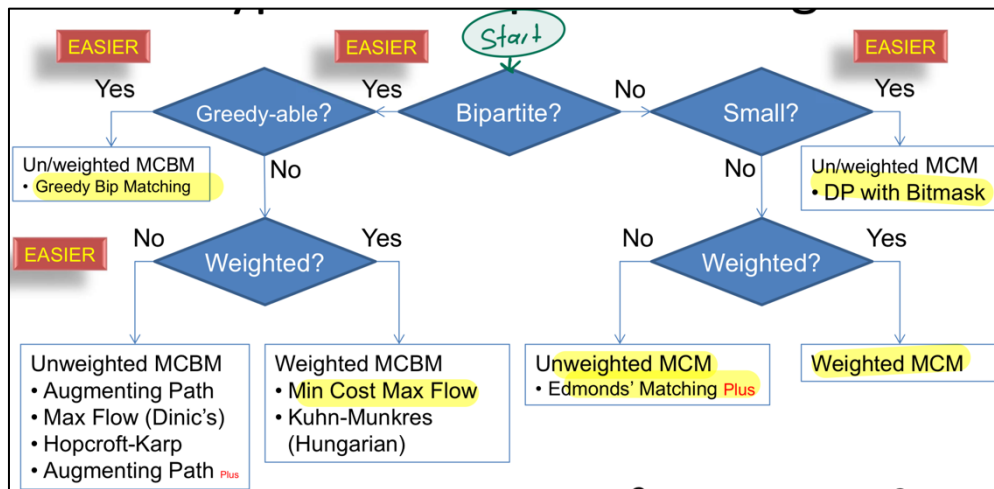 Start
EASIER
EASIER
EASIER
Yes
Greedy-able?
Yes
Bipartite?
No
Small?
Yes
Un/weighted MCBM
• Greedy Bip Matching
No
No
Un/weighted MCM
• DP with Bitmask
EASIER
No
Weighted?
Yes
No
Weighted?
Yes
Unweighted MCBM
• Augmenting Path
• Max Flow (Dinic's)
• Hopcroft-Karp
• Augmenting Path Plus
Weighted MCBM
• Min Cost Max Flow
• Kuhn-Munkres
(Hungarian)
Unweighted MCM
• Edmonds' Matching Plus
Weighted MCM